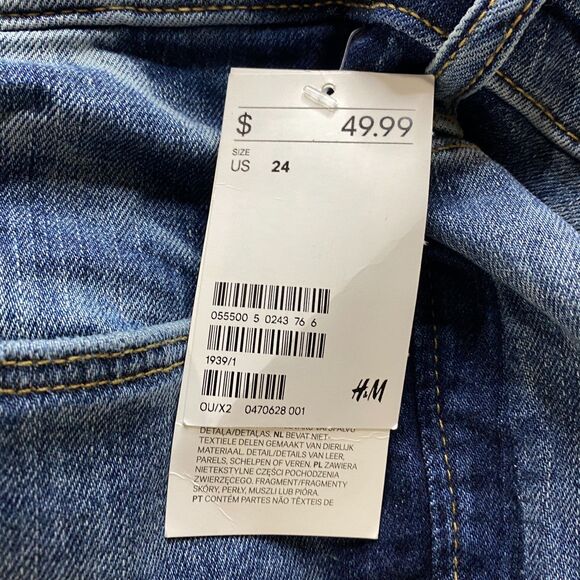 $ 49.99
SIZE
US 24
055500 5 0243 76 6
1939/1
OU/X2 0470628 001
H&M
DETAĻA/DETAĻAS. NL BEVAT NIET-
TEXTIELE DELEN GEMAAKT VAN DIERLIJK
MATERIAAL. DETAIL/DETAILS VAN LEER,
PARELS, SCHELPEN OF VEREN. PL ZAWIERA
NIETEKSTYLNE CZĘŚCI POCHODZENIA
ZWIERZĘCEGO. FRAGMENT/FRAGMENTY
SKÓRY, PERŁY, MUSZLI LUB PIÓRA.
PT CONTÉM PARTES NÃO TÊXTEIS DE